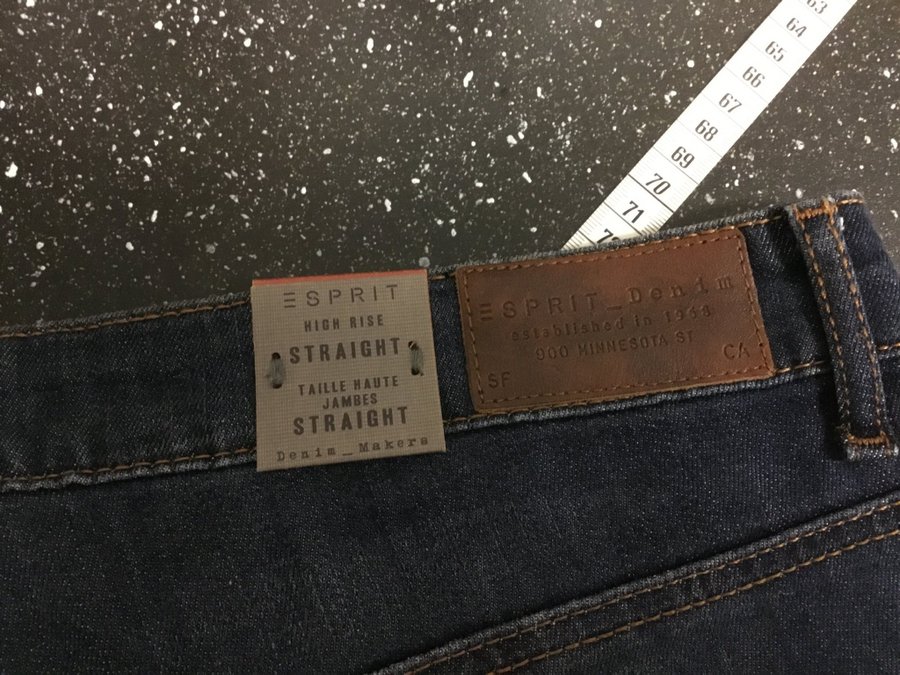 63
64
65
66
67
68
69
70
71
ESPRIT
HIGH RISE
STRAIGHT
TAILLE HAUTE
JAMBES
STRAIGHT
Denim_Makers
ESPRIT_Denim
established in 1968
900 MINNESOTA ST
SF CA